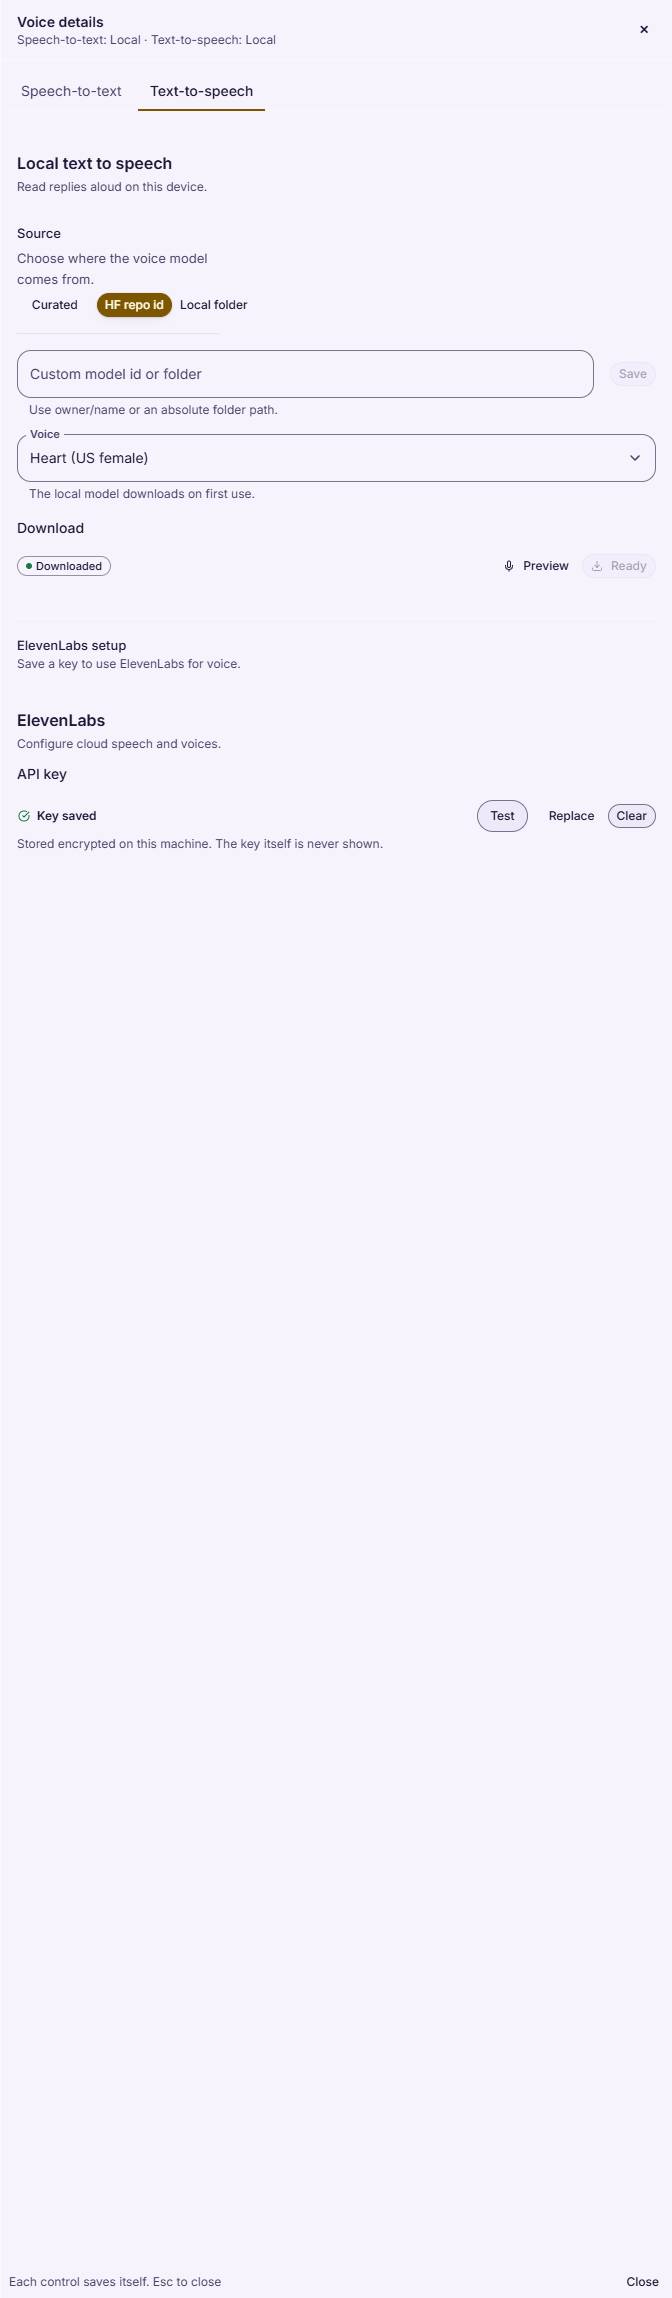 Voice details
Speech-to-text: Local · Text-to-speech: Local
Speech-to-text
Text-to-speech
Local text to speech
Read replies aloud on this device.
Source
Choose where the voice model
comes from.
Curated
HF repo id
Local folder
Custom model id or folder
Save
Use owner/name or an absolute folder path.
Voice
Heart (US female)
The local model downloads on first use.
Download
Downloaded
Preview
Ready
ElevenLabs setup
Save a key to use ElevenLabs for voice.
ElevenLabs
Configure cloud speech and voices.
API key
Key saved
Test
Replace
Clear
Stored encrypted on this machine. The key itself is never shown.
Each control saves itself. Esc to close
Close